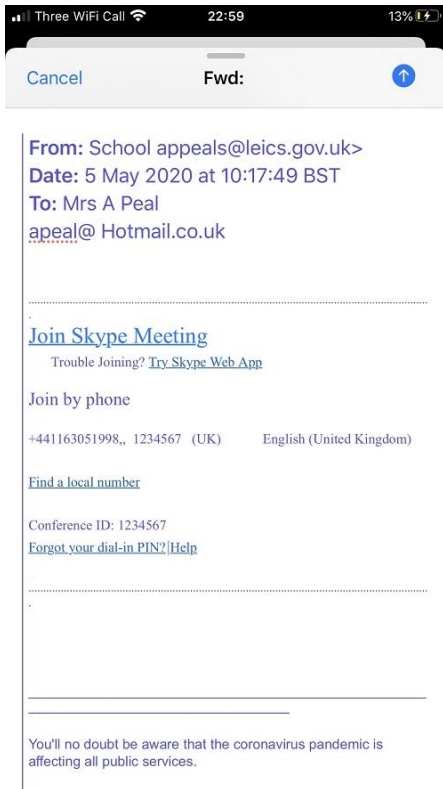 Three WiFi Call 22:59 13%
Cancel Fwd:
From: School appeals@leics.gov.uk>
Date: 5 May 2020 at 10:17:49 BST
To: Mrs A Peal
apeal@ Hotmail.co.uk
Join Skype Meeting
Trouble Joining? Try Skype Web App
Join by phone
+441163051998,, 1234567 (UK) English (United Kingdom)
Find a local number
Conference ID: 1234567
Forgot your dial-in PIN? |Help
You'll no doubt be aware that the coronavirus pandemic is
affecting all public services.